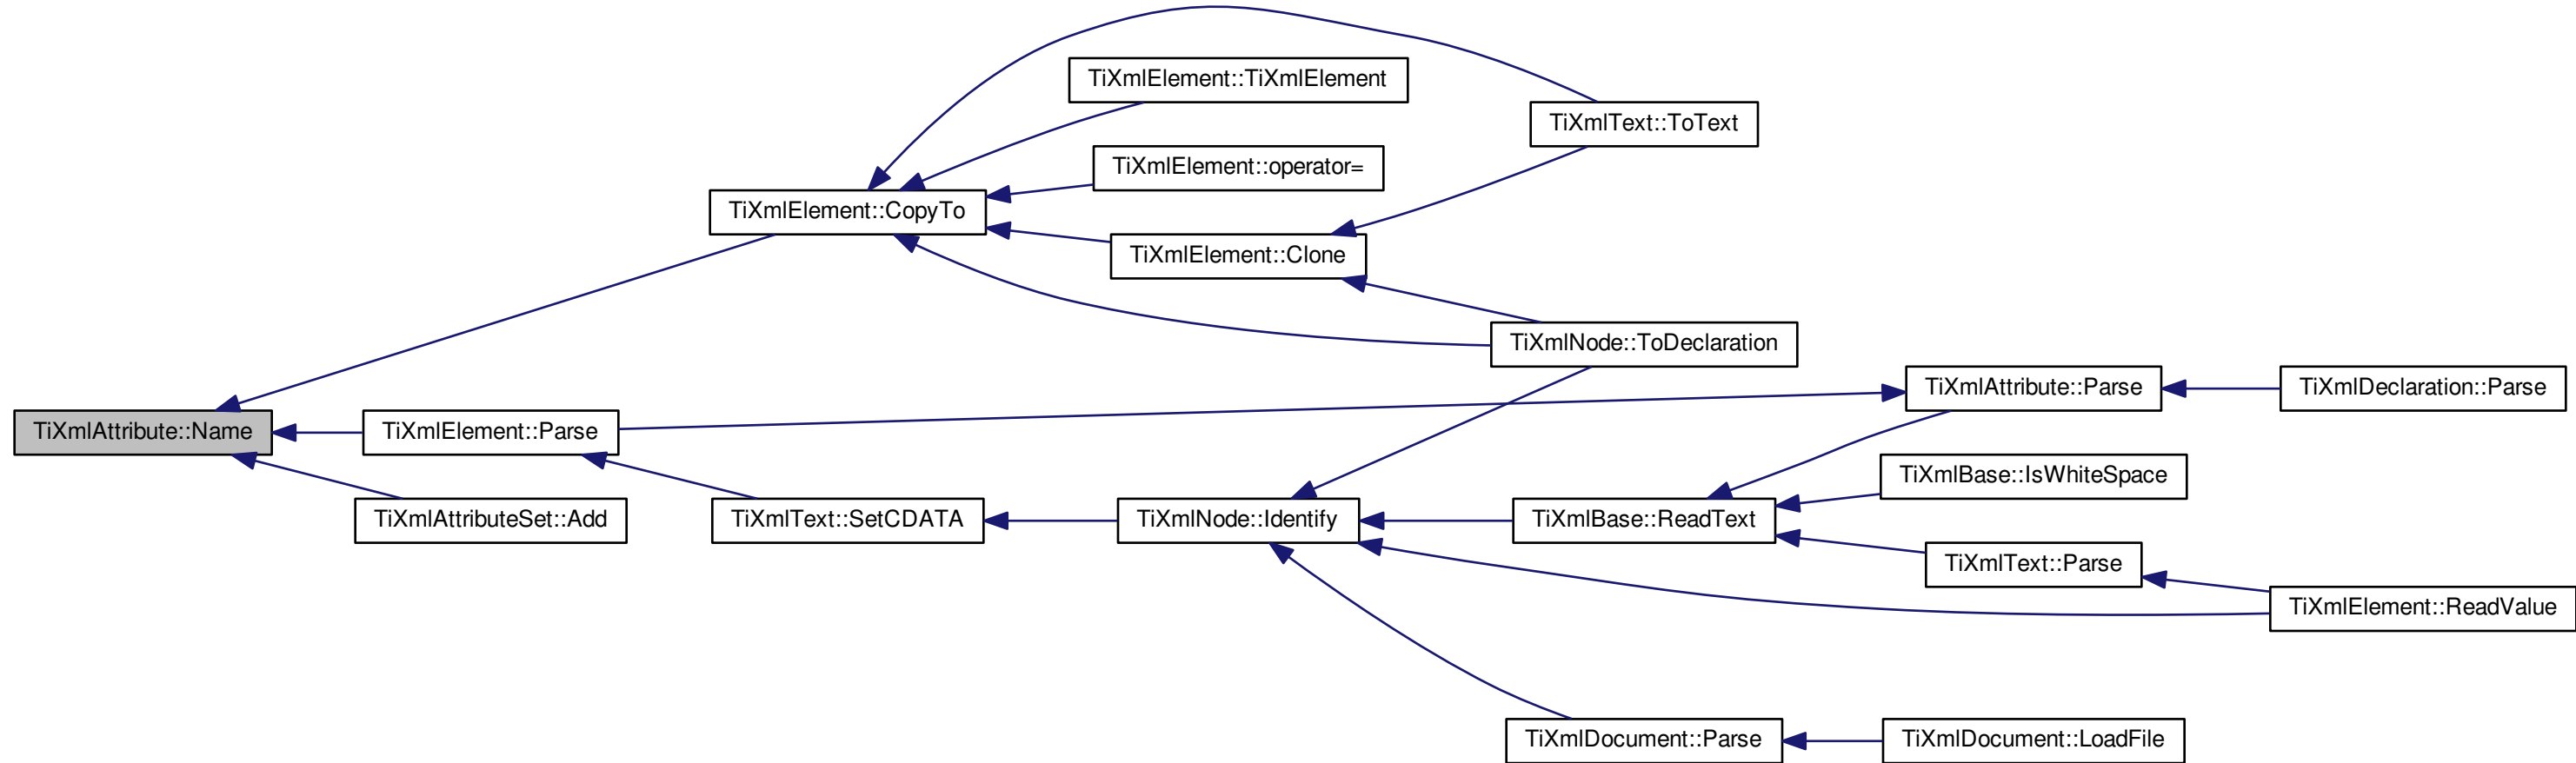 TiXmlElement::TiXmlElement
TiXmlText::ToText
TiXmlElement::operator=
TiXmlElement::CopyTo
TiXmlElement::Clone
TiXmlNode::ToDeclaration
TiXmlAttribute::Parse
TiXmlDeclaration::Parse
TiXmlAttribute::Name
TiXmlElement::Parse
TiXmlBase::IsWhiteSpace
TiXmlAttributeSet::Add
TiXmlText::SetCDATA
TiXmlNode::Identify
TiXmlBase::ReadText
TiXmlText::Parse
TiXmlElement::ReadValue
TiXmlDocument::Parse
TiXmlDocument::LoadFile